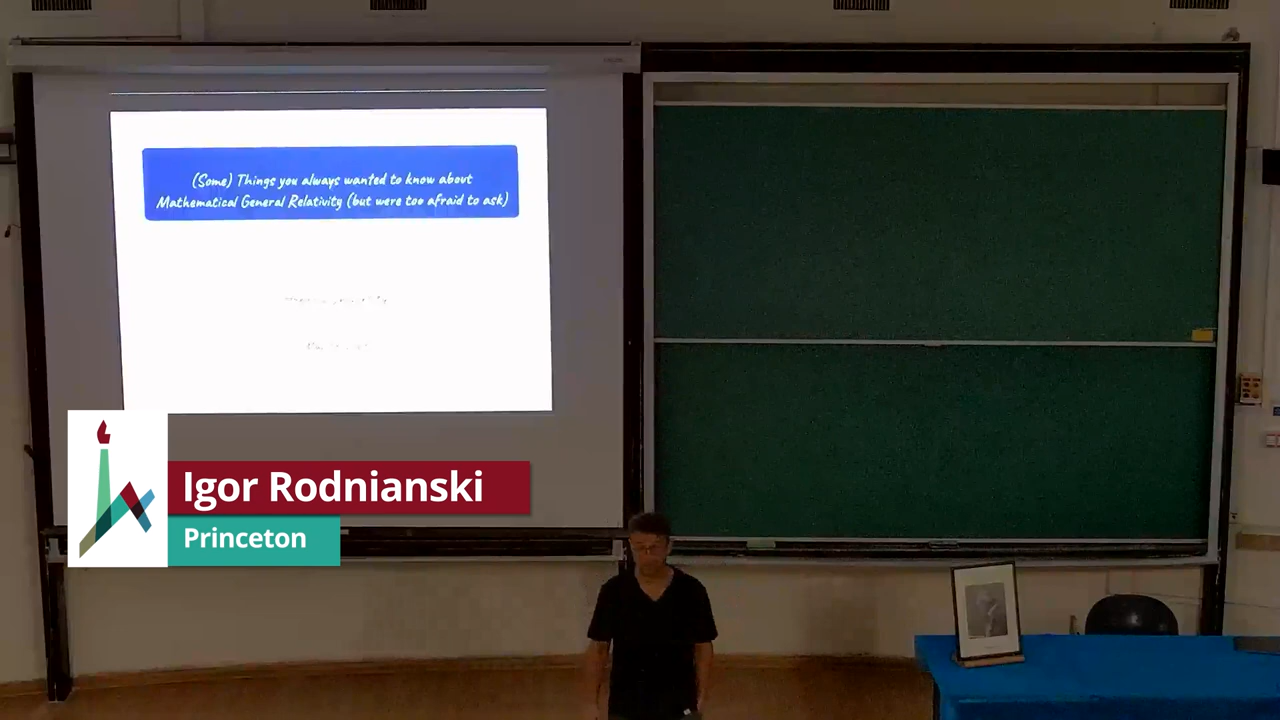 (Some) Things you always wanted to know about
Mathematical General Relativity (but were too afraid to ask)
Igor Rodnianski
Princeton